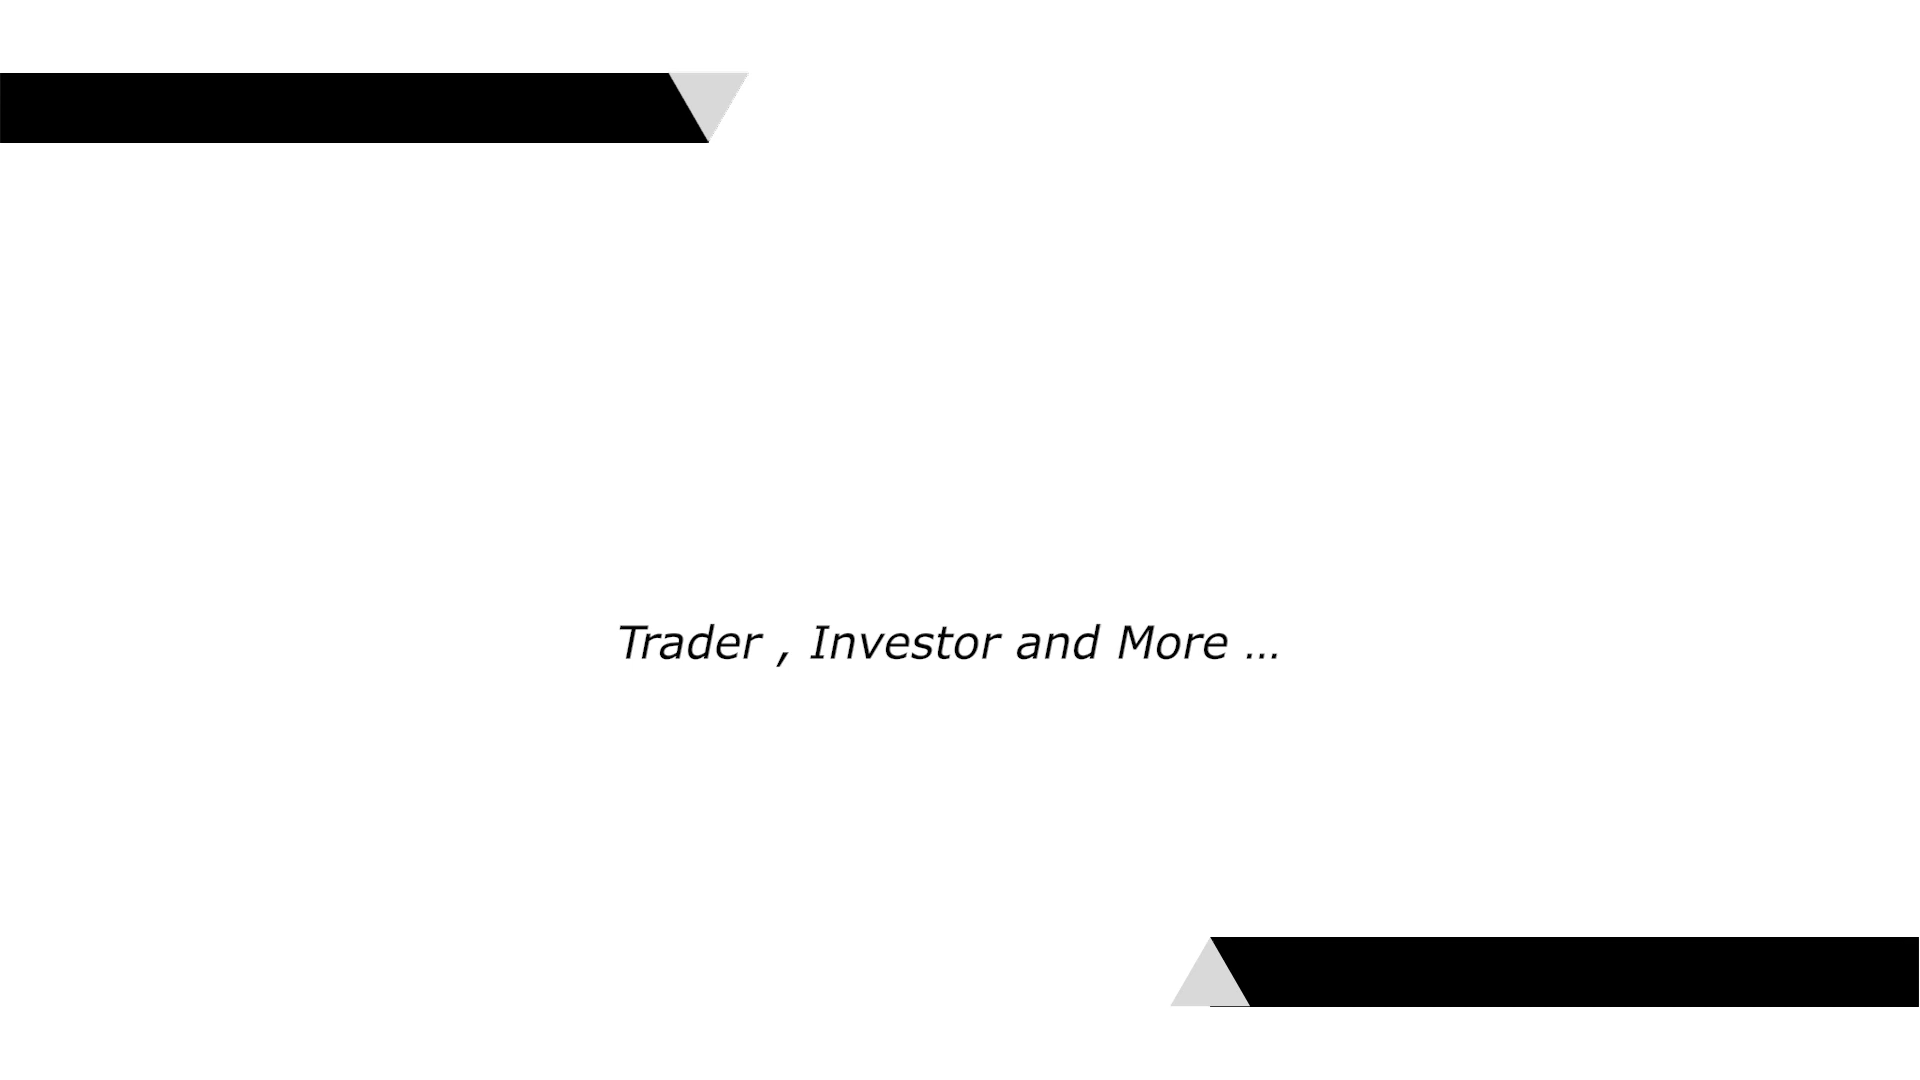 Trader , Investor and More ...